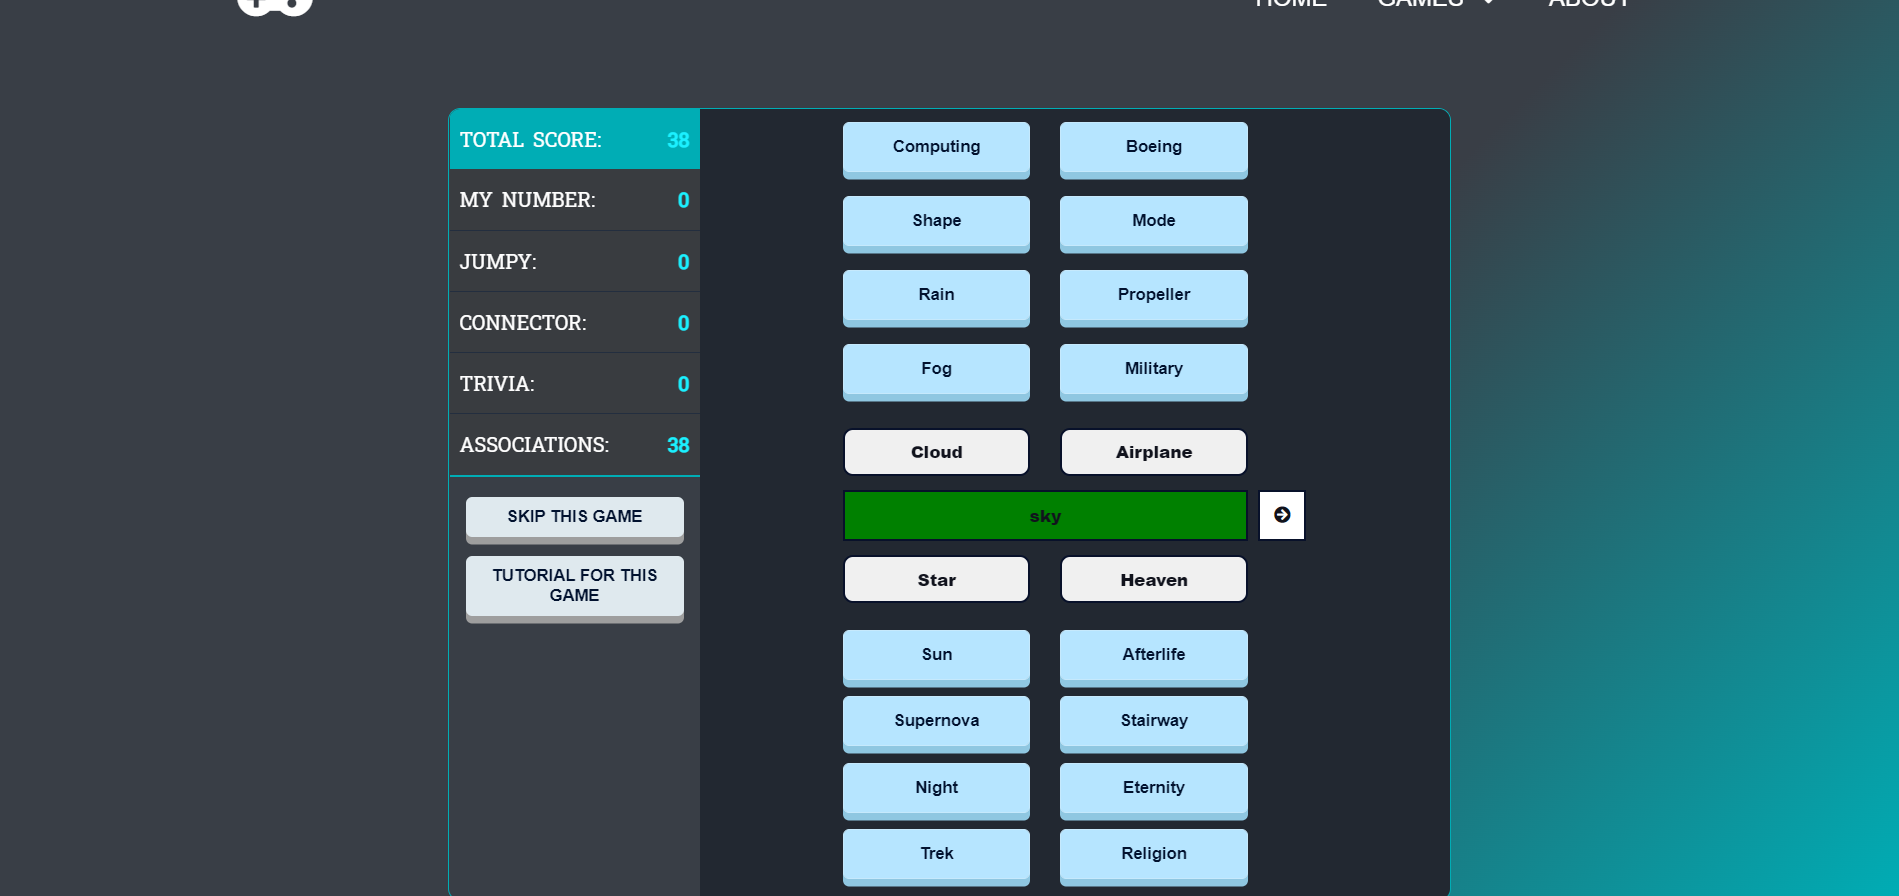 HOME GAMES ABOUT
TOTAL SCORE: 38
MY NUMBER: 0
JUMPY: 0
CONNECTOR: 0
TRIVIA: 0
ASSOCIATIONS: 38
SKIP THIS GAME
TUTORIAL FOR THIS
GAME
Computing Boeing
Shape Mode
Rain Propeller
Fog Military
Cloud Airplane
sky
Star Heaven
Sun Afterlife
Supernova Stairway
Night Eternity
Trek Religion